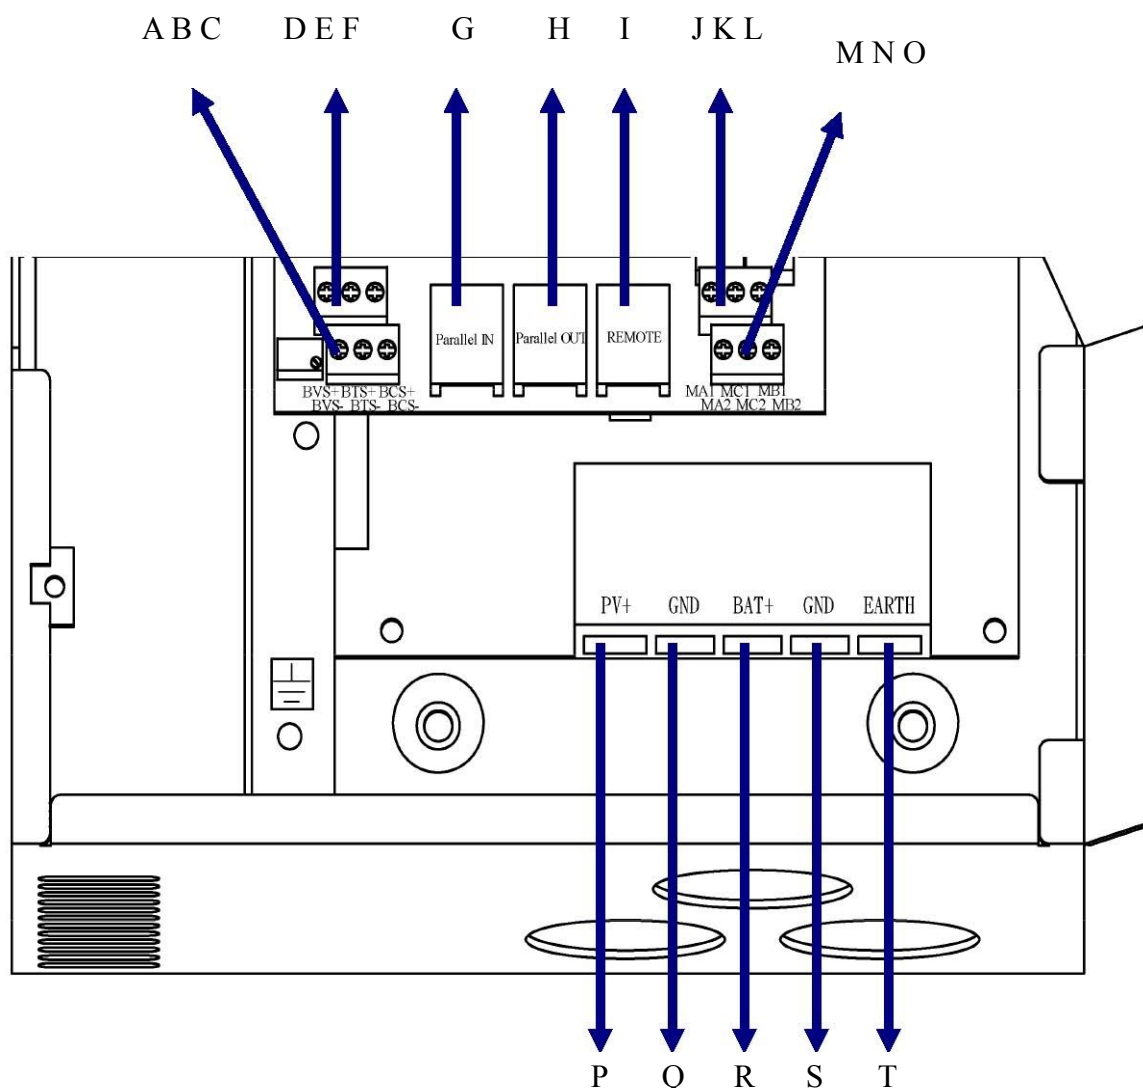 A B C D E F G H I J K L
M N O
Parallel IN Parallel OUT REMOTE
BVS+ BTS+ BCS+ MA1 MC1 MB1
BVS- BTS- BCS- MA2 MC2 MB2
PV+ GND BAT+ GND EARTH
P Q R S T